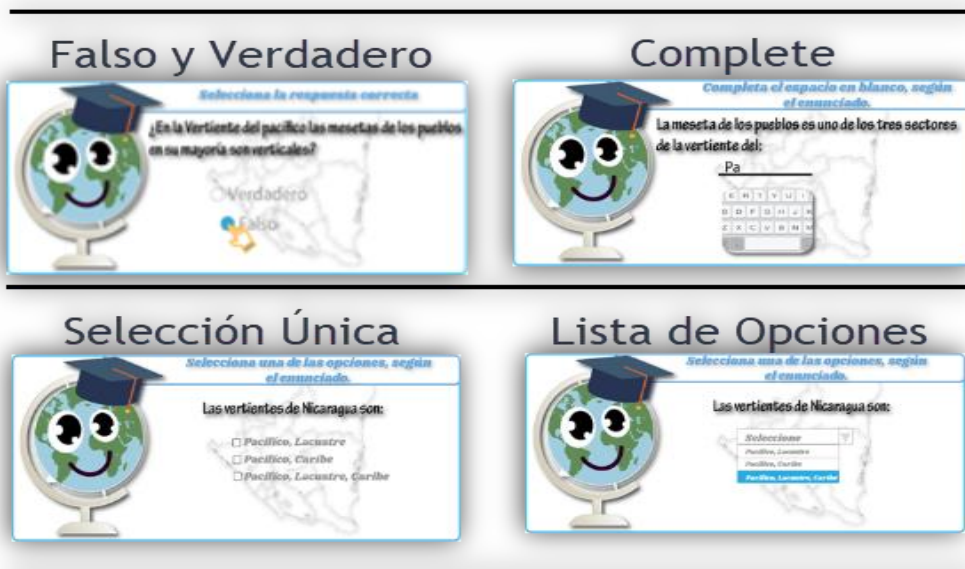 Falso y Verdadero
Selecciona la respuesta correcta
¿En la Vertiente del pacifico las mesetas de los pueblos
en su mayoría son verticales?
Verdadero
Falso
Complete
Completa el espacio en blanco, según
el enunciado.
La meseta de los pueblos es uno de los tres sectores
de la vertiente del:
Pa
Selección Única
Selecciona una de las opciones, según
el enunciado.
Las vertientes de Nicaragua son:
Pacifico, Lacustre
Pacifico, Caribe
Pacifico, Lacustre, Caribe
Lista de Opciones
Selecciona una de las opciones, según
el enunciado.
Las vertientes de Nicaragua son:
Seleccione
Pacifico, Lacustre
Pacifico, Caribe
Pacifico, Lacustre, Caribe